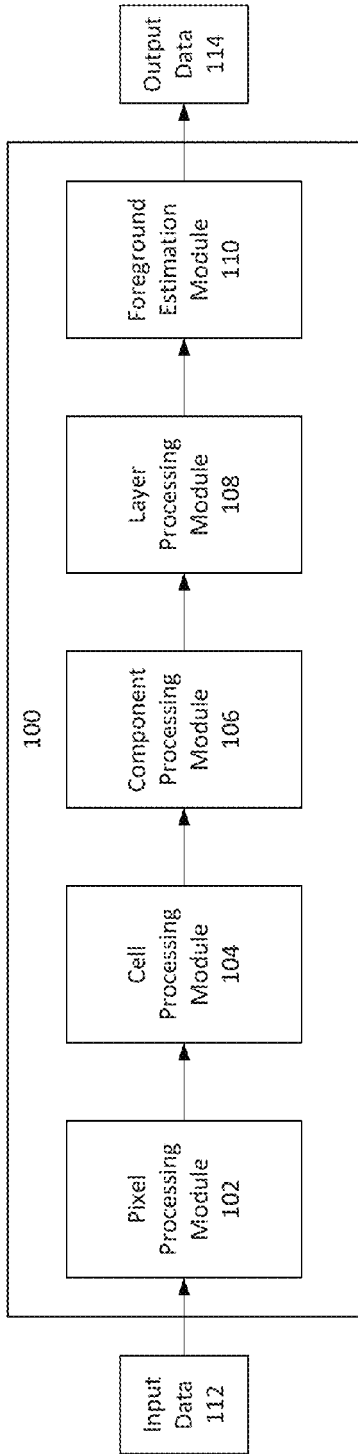 100
Input
Data
112
Pixel
Processing
Module
102
Cell
Processing
Module
104
Component
Processing
Module
106
Layer
Processing
Module
108
Foreground
Estimation
Module
110
Output
Data
114